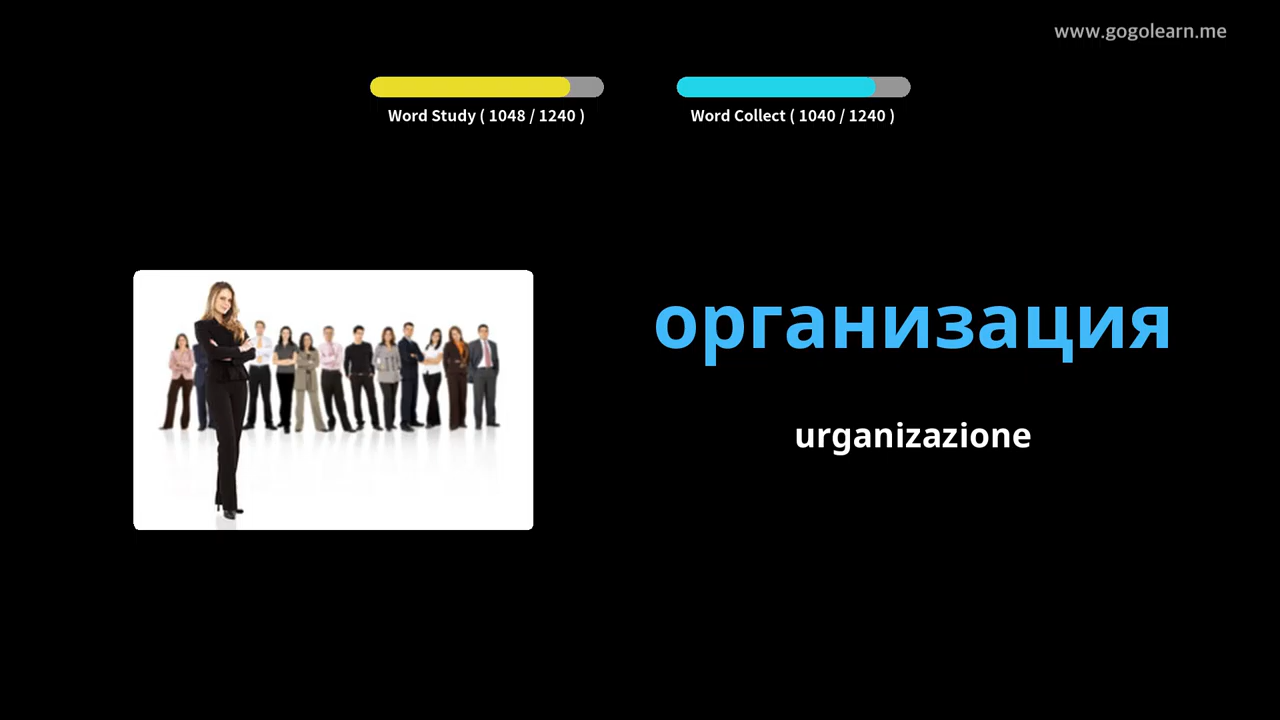 www.gogolearn.me
Word Study ( 1048 / 1240 )
Word Collect ( 1040 / 1240 )
организация
urganizazione